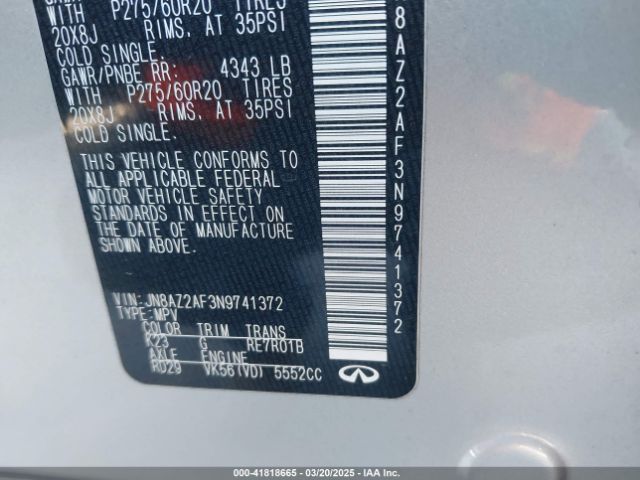 WITH P275/60R20 TIRES
20X8J RIMS, AT 35PSI
COLD SINGLE.
GAWR/PNBE RR: 4343 LB
WITH P275/60R20 TIRES
20X8J RIMS, AT 35PSI
COLD SINGLE.
THIS VEHICLE CONFORMS TO
ALL APPLICABLE FEDERAL
MOTOR VEHICLE SAFETY
STANDARDS IN EFFECT ON
THE DATE OF MANUFACTURE
SHOWN ABOVE.
VIN:JN8AZ2AF3N9741372
TYPE:MPV
COLOR TRIM TRANS
K23 G RE7R01B
AXLE ENGINE
RD29 VK56(VD) 5552CC
8AZ2AF3N9741372
INFINITI
000-41818665 - 03/20/2025 - IAAI.COM